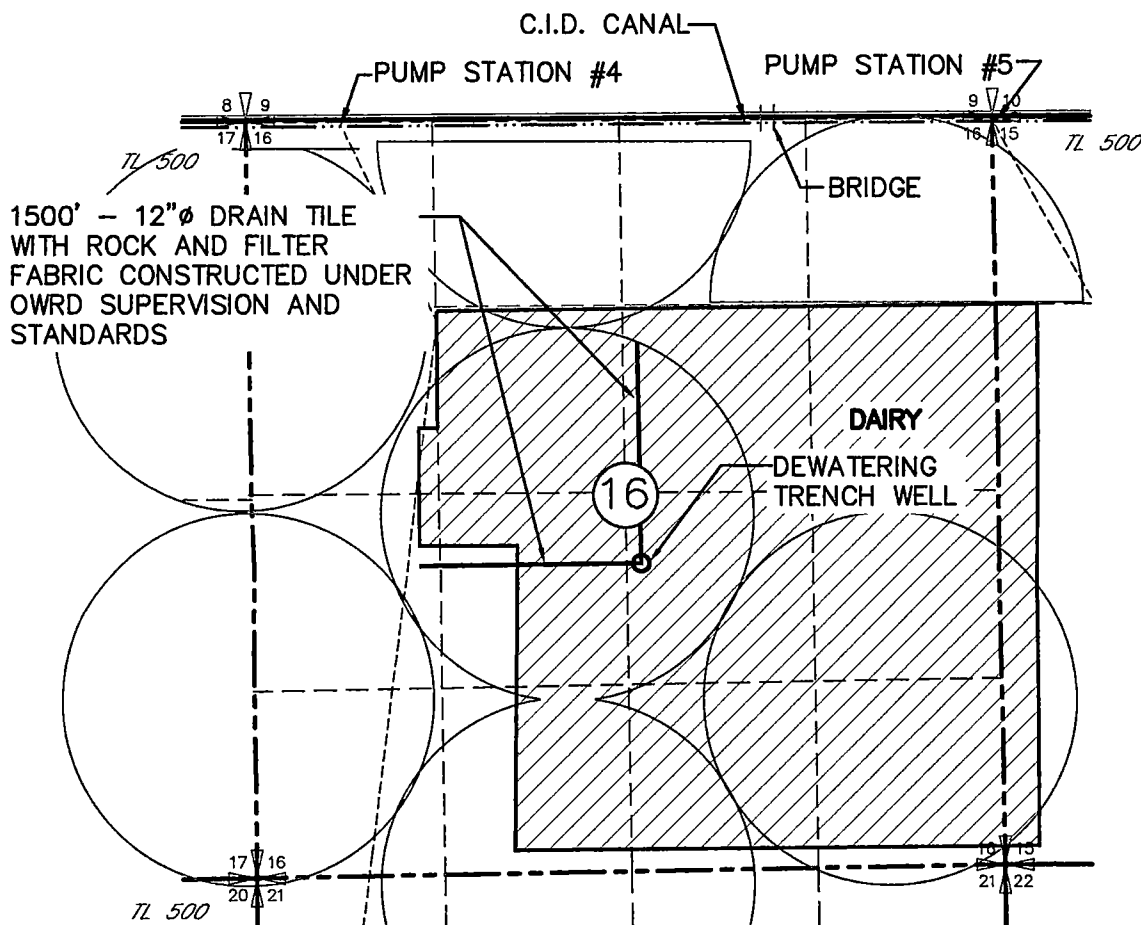 C.I.D. CANAL
PUMP STATION #4
PUMP STATION #5
8 9
17 16
9 10
16 15
TL 500
TL 500
BRIDGE
1500' – 12"ø DRAIN TILE
WITH ROCK AND FILTER
FABRIC CONSTRUCTED UNDER
OWRD SUPERVISION AND
STANDARDS
DAIRY
DEWATERING
TRENCH WELL
16
17 16
20 21
16 15
21 22
TL 500